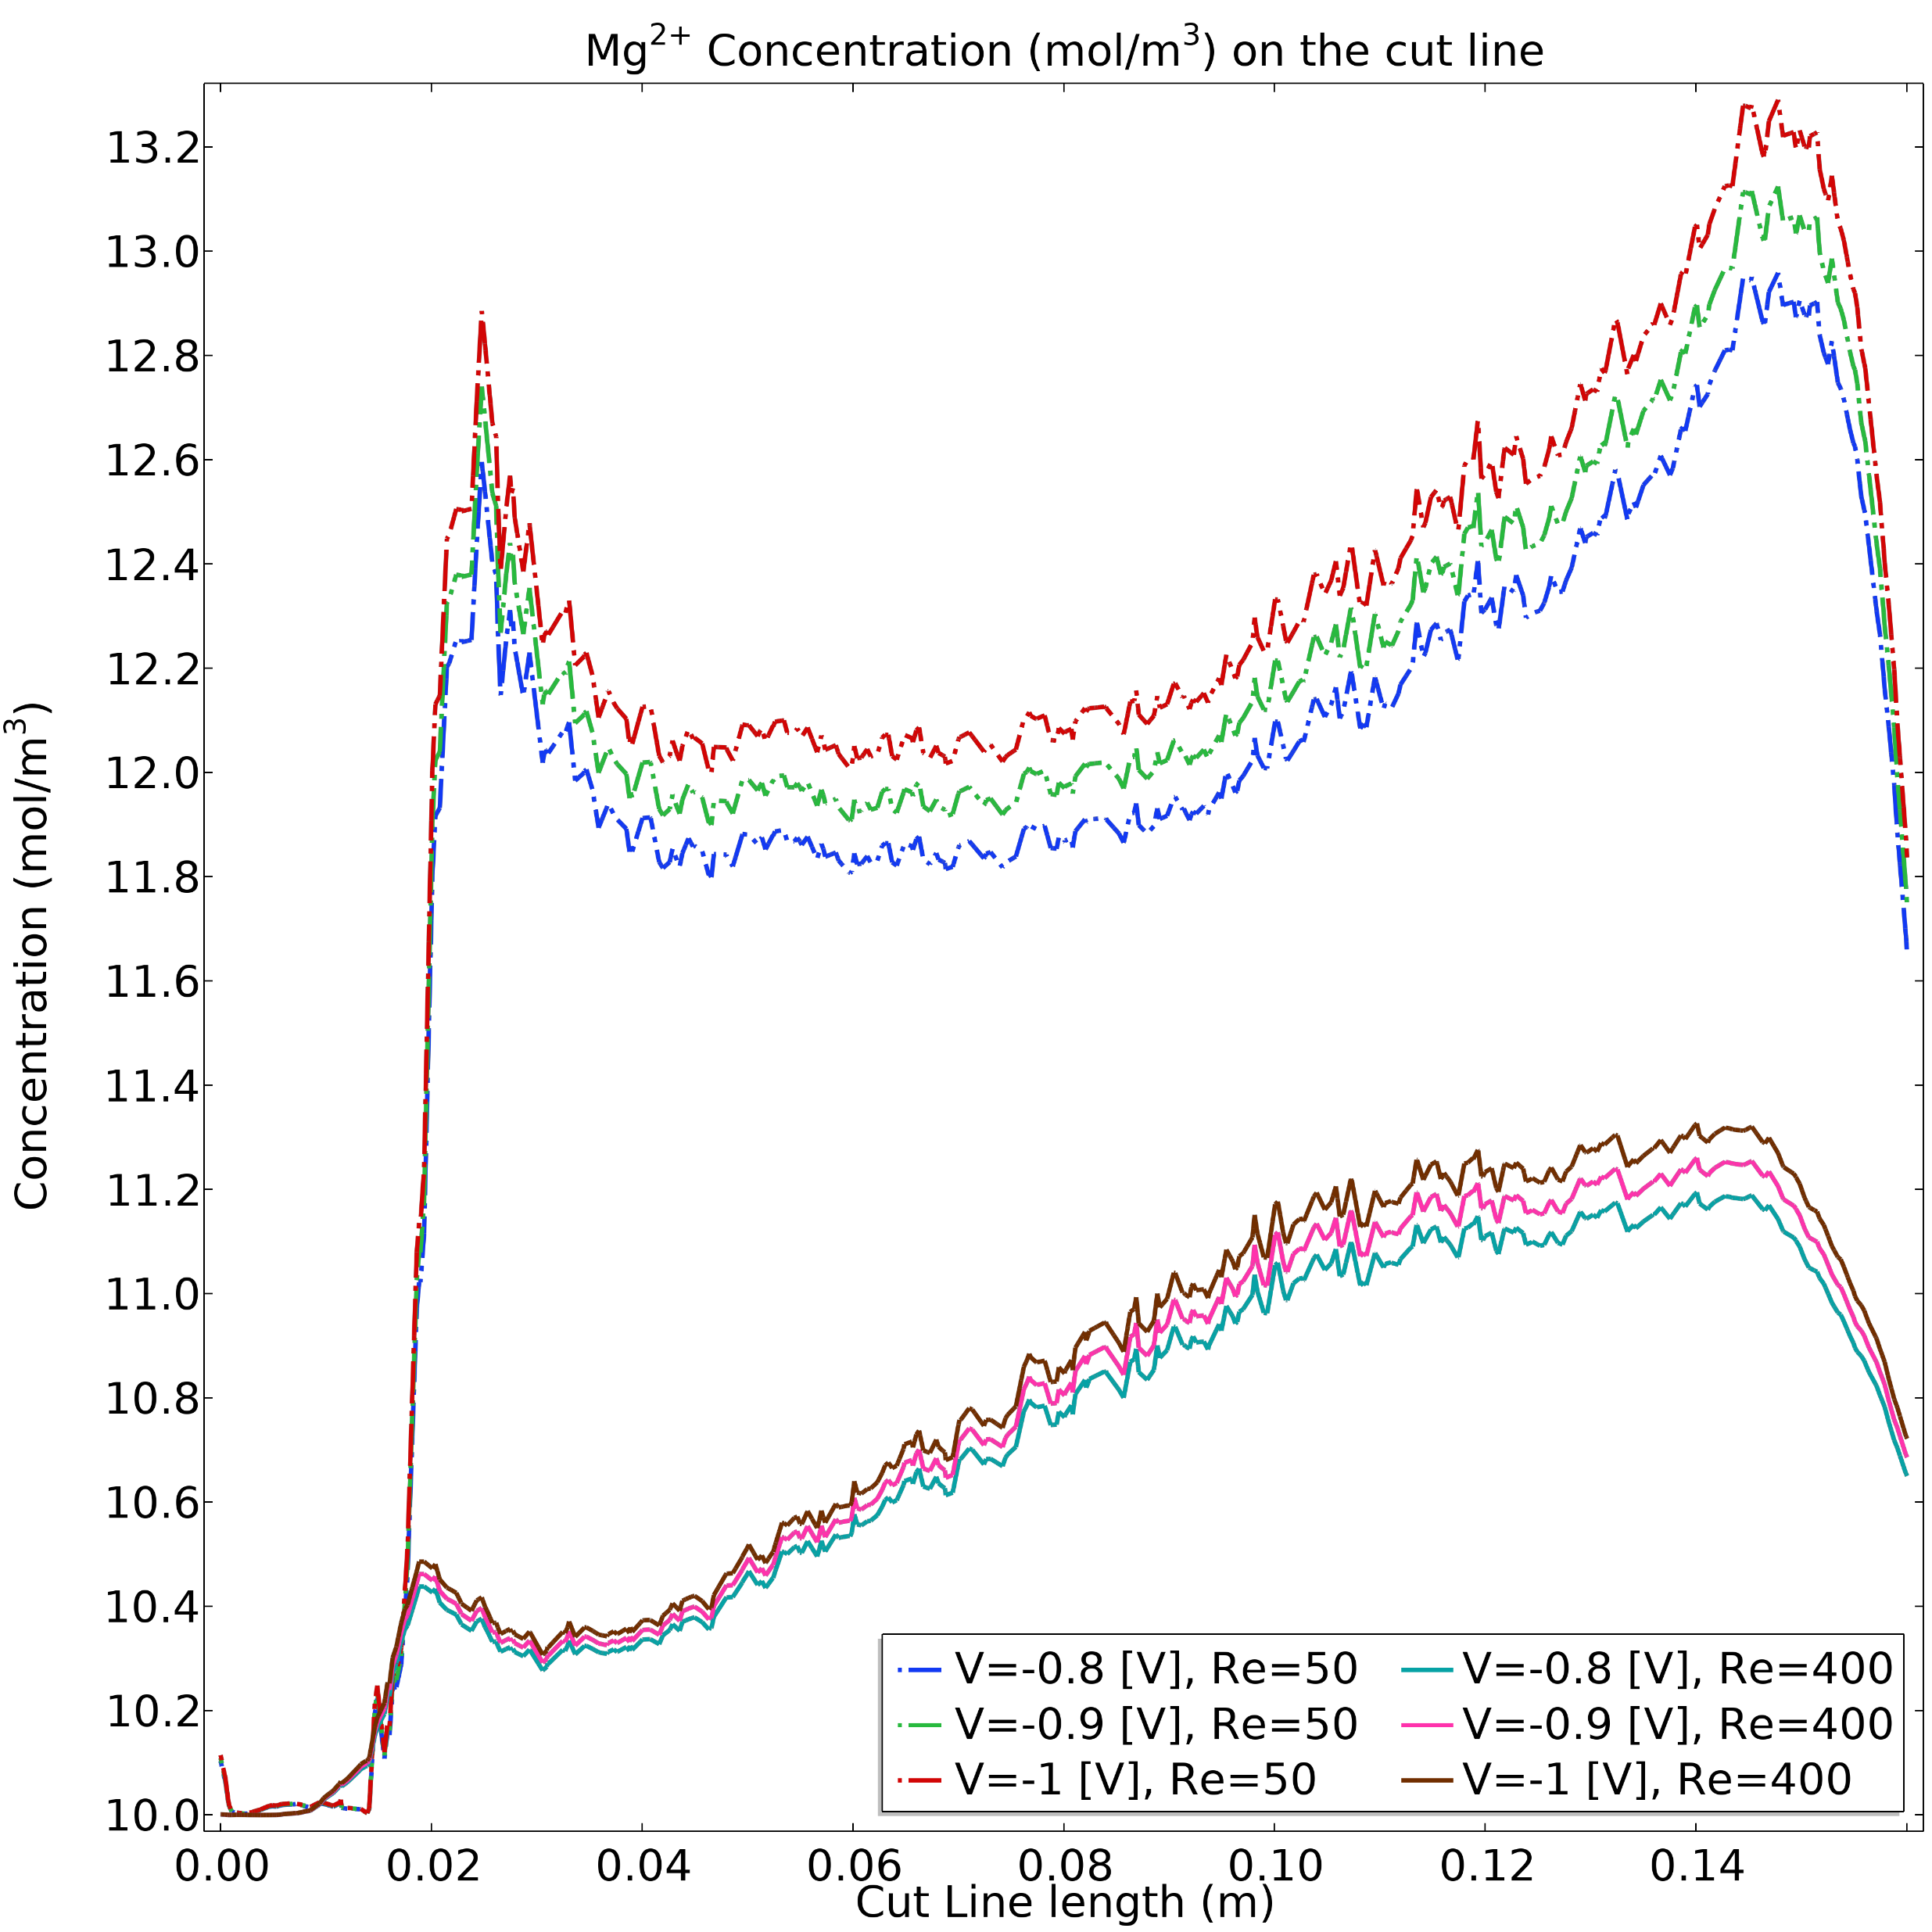 Mg²⁺ Concentration (mol/m³) on the cut line
Concentration (mol/m³)
13.2
13.0
12.8
12.6
12.4
12.2
12.0
11.8
11.6
11.4
11.2
11.0
10.8
10.6
10.4
10.2
10.0
V=-0.8 [V], Re=50
V=-0.9 [V], Re=50
V=-1 [V], Re=50
V=-0.8 [V], Re=400
V=-0.9 [V], Re=400
V=-1 [V], Re=400
0.00 0.02 0.04 0.06 0.08 0.10 0.12 0.14
Cut Line length (m)